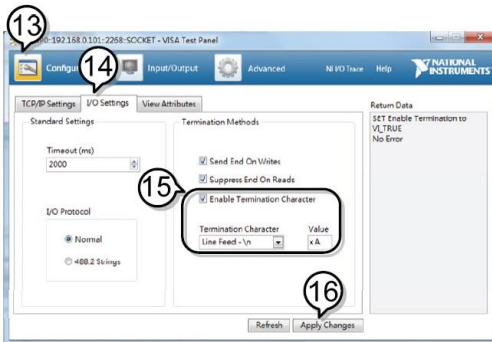 13
:192.168.0.101::2268::SOCKET - VISA Test Panel
14
Input/Output
Advanced
NI I/O Trace
Help
NATIONAL
INSTRUMENTS
TCP/IP Settings
I/O Settings
View Attributes
Return Data
Standard Settings
Termination Methods
SET Enable Termination to
VI_TRUE
No Error
Timeout (ms)
2000
Send End On Writes
Suppress End On Reads
15
Enable Termination Character
I/O Protocol
Termination Character
Value
Line Feed - \n
xA
Normal
488.2 Strings
16
Refresh
Apply Changes